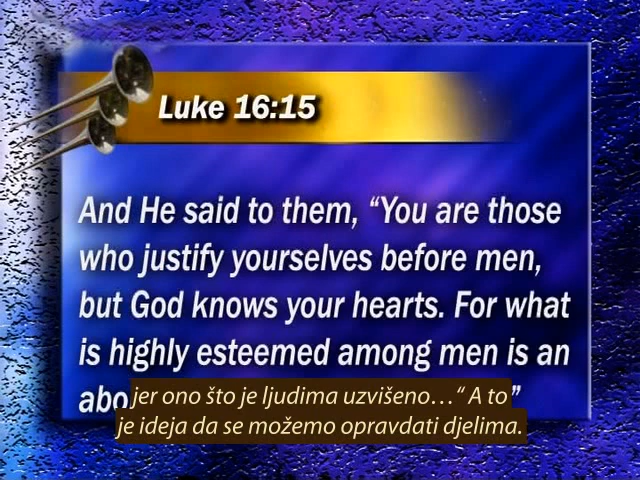 Luke 16:15
And He said to them, “You are those
who justify yourselves before men,
but God knows your hearts. For what
is highly esteemed among men is an
jer ono što je ljudima uzvišeno…“ A to
je ideja da se možemo opravdati djelima.